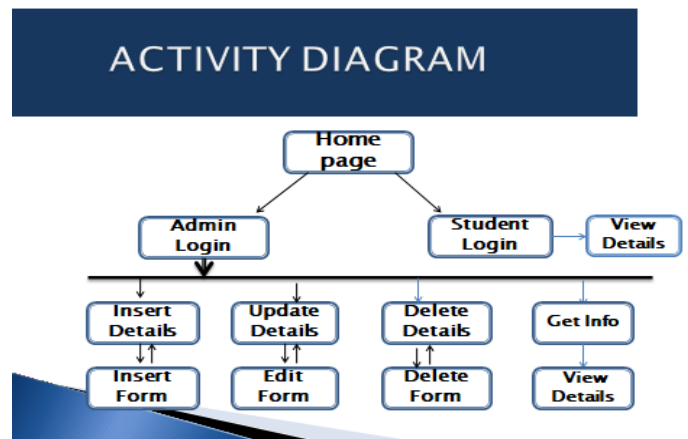 ACTIVITY DIAGRAM
Home
page
Admin
Login
Student
Login
View
Details
Insert
Details
Update
Details
Delete
Details
Get Info
Insert
Form
Edit
Form
Delete
Form
View
Details